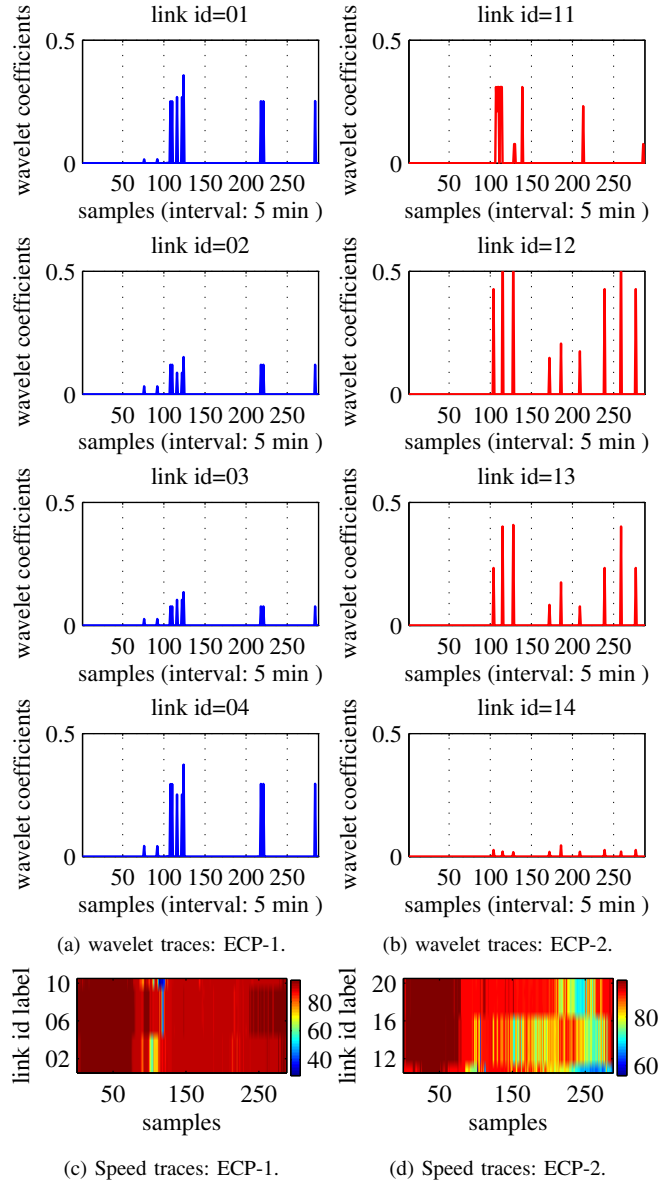 link id=01
link id=11
wavelet coefficients
0.5
0
50 100 150 200 250
samples (interval: 5 min )
wavelet coefficients
0.5
0
50 100 150 200 250
samples (interval: 5 min )
link id=02
link id=12
wavelet coefficients
0.5
0
50 100 150 200 250
samples (interval: 5 min )
wavelet coefficients
0.5
0
50 100 150 200 250
samples (interval: 5 min )
link id=03
link id=13
wavelet coefficients
0.5
0
50 100 150 200 250
samples (interval: 5 min )
wavelet coefficients
0.5
0
50 100 150 200 250
samples (interval: 5 min )
link id=04
link id=14
wavelet coefficients
0.5
0
50 100 150 200 250
samples (interval: 5 min )
wavelet coefficients
0.5
0
50 100 150 200 250
samples (interval: 5 min )
(a) wavelet traces: ECP-1.
(b) wavelet traces: ECP-2.
link id label
10
06
02
50 150 250
samples
80
60
40
link id label
20
16
12
50 150 250
samples
80
60
(c) Speed traces: ECP-1.
(d) Speed traces: ECP-2.